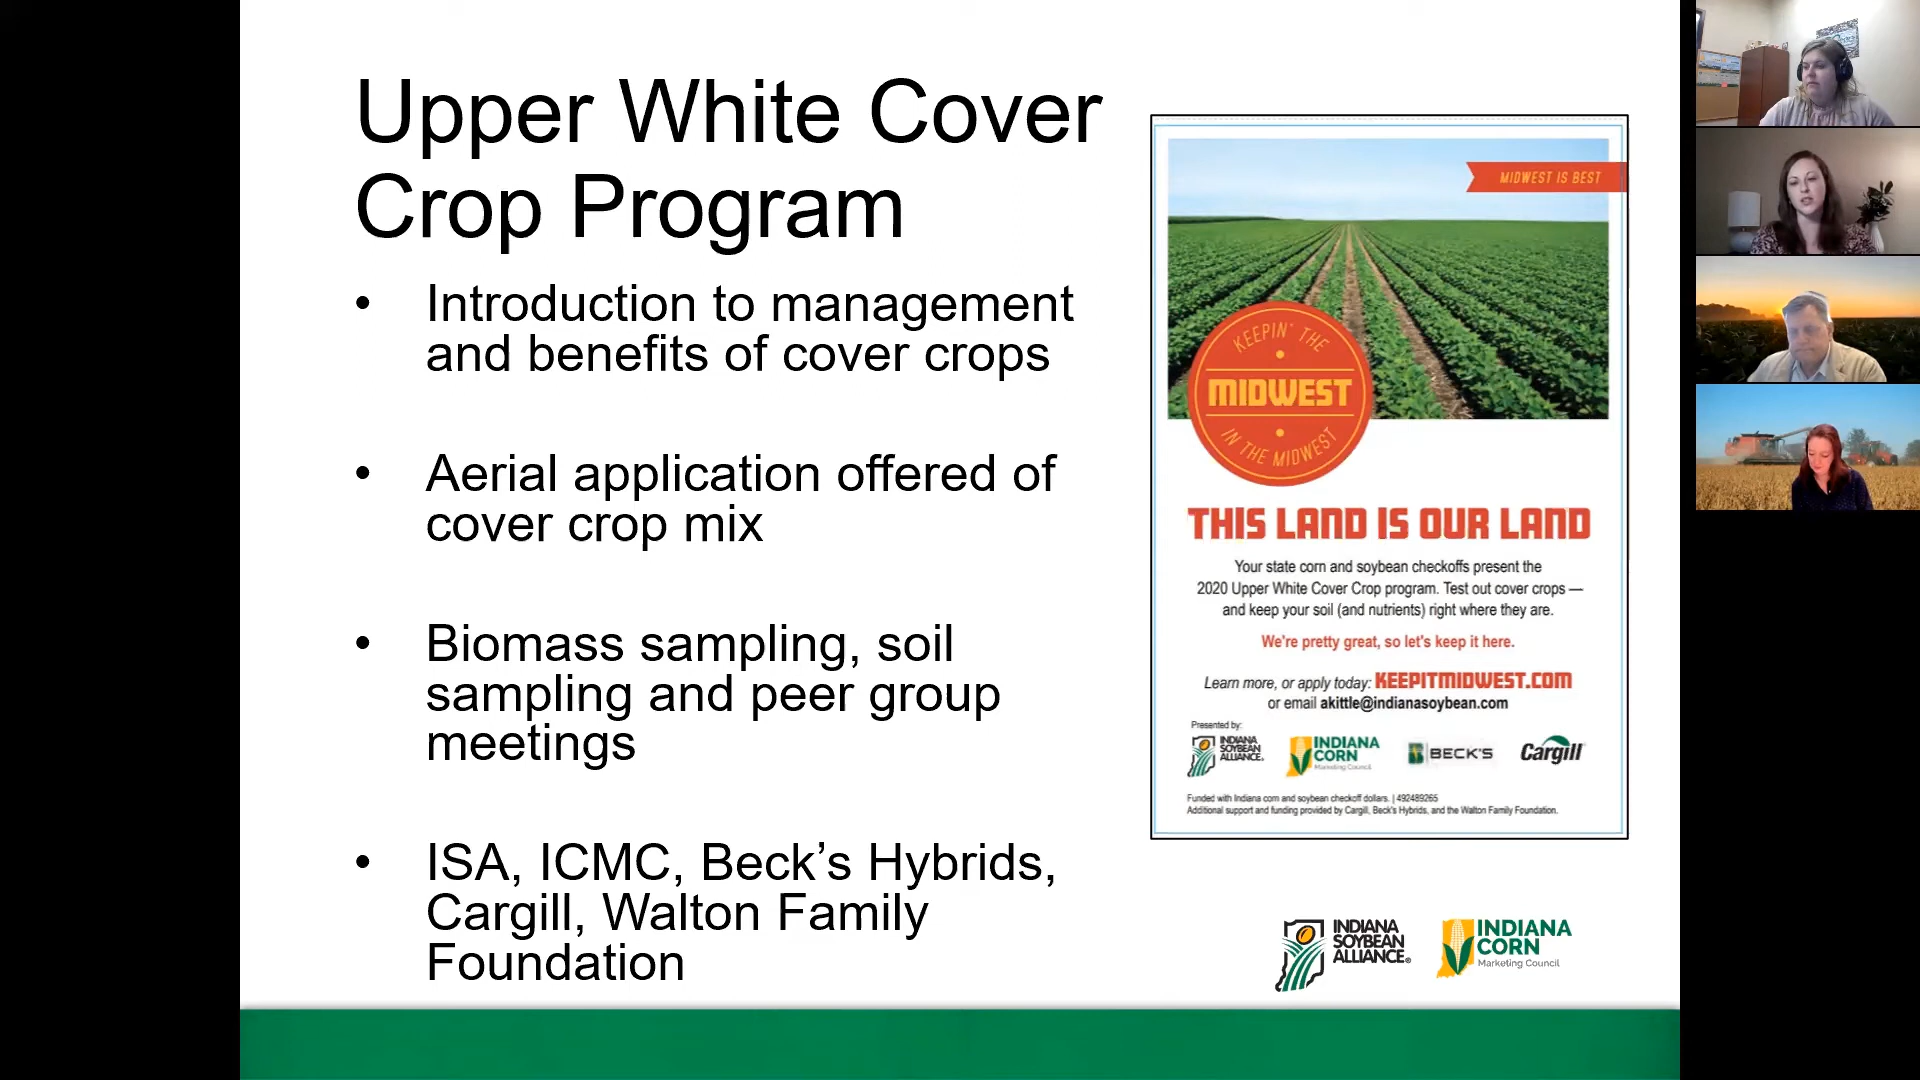 Upper White Cover
Crop Program
• Introduction to management
and benefits of cover crops
• Aerial application offered of
cover crop mix
• Biomass sampling, soil
sampling and peer group
meetings
• ISA, ICMC, Beck’s Hybrids,
Cargill, Walton Family
Foundation
MIDWEST IS BEST
KEEPIN' THE
MIDWEST
IN THE MIDWEST
THIS LAND IS OUR LAND
Your state corn and soybean checkoffs present the
2020 Upper White Cover Crop program. Test out cover crops —
and keep your soil (and nutrients) right where they are.
We're pretty great, so let's keep it here.
Learn more, or apply today: KEEPITMIDWEST.COM
or email akittle@indianasoybean.com
Presented by:
INDIANA
SOYBEAN
ALLIANCE
INDIANA
CORN
Marketing Council
BECK'S
Cargill
Funded with Indiana corn and soybean checkoff dollars. | 492489265
Additional support and funding provided by Cargill, Beck's Hybrids, and the Walton Family Foundation.
INDIANA
SOYBEAN
ALLIANCE®
INDIANA
CORN
Marketing Council